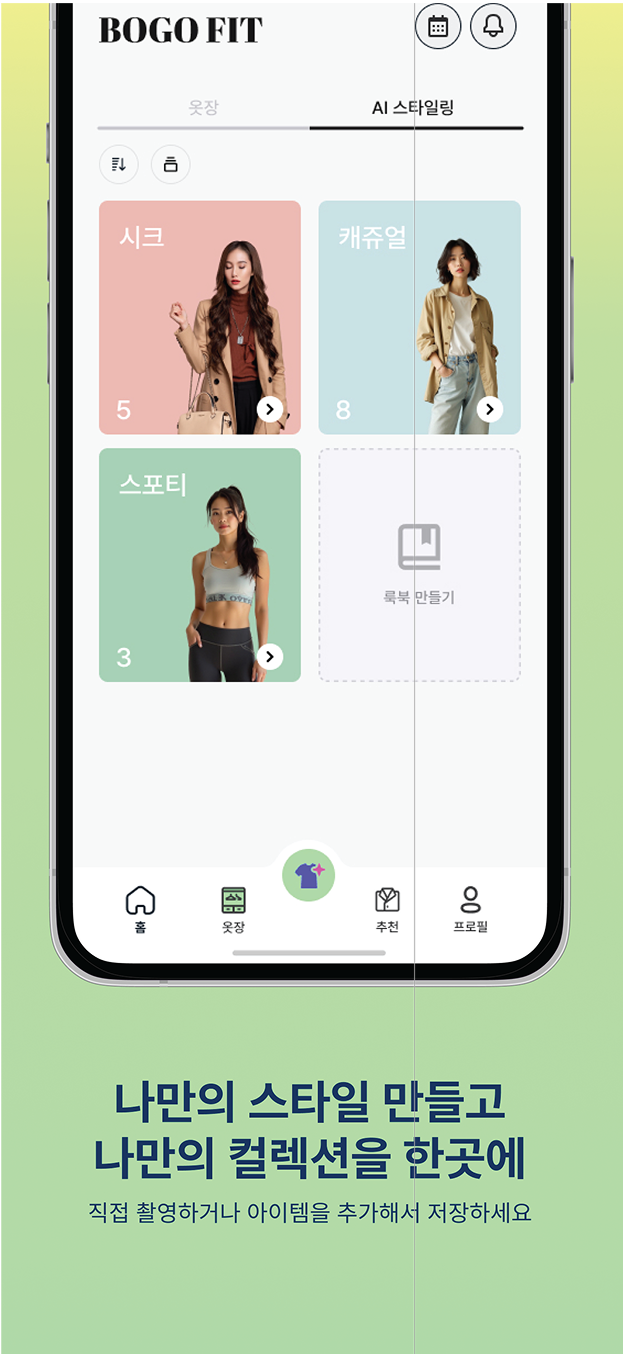 BOGO FIT
옷장
AI 스타일링
시크
캐쥬얼
5
8
스포티
룩북 만들기
3
홈
옷장
추천
프로필
나만의 스타일 만들고
나만의 컬렉션을 한곳에
직접 촬영하거나 아이템을 추가해서 저장하세요